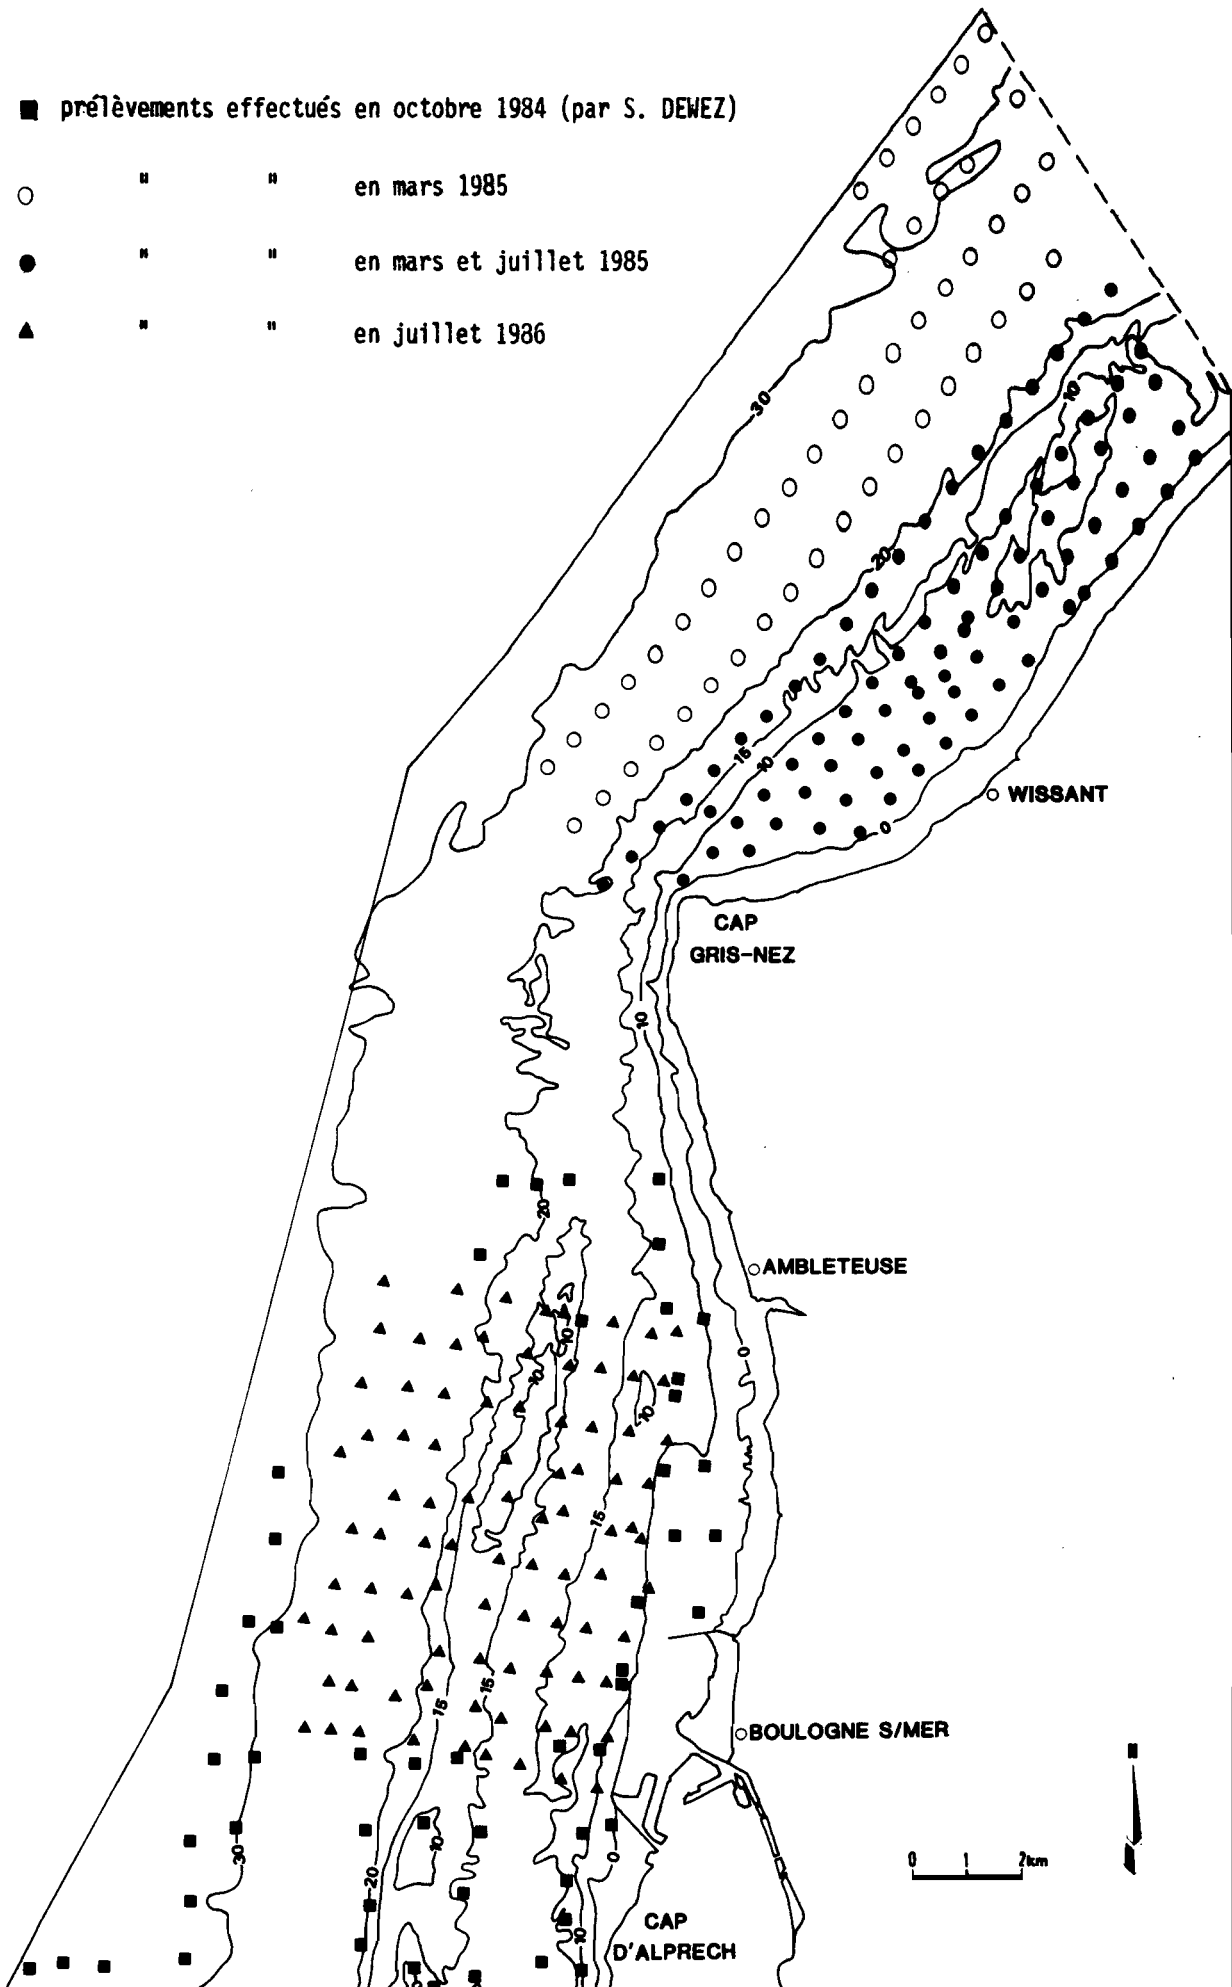 prélèvements effectués en octobre 1984 (par S. DEWEZ)
" " en mars 1985
" " en mars et juillet 1985
" " en juillet 1986
30
10
20
15
10
WISSANT
0
CAP
GRIS-NEZ
10
20
AMBLETEUSE
10
0
10
10
15
15
15
BOULOGNE S/MER
10
30
0
20
0 1 2km
CAP
D'ALPRECH
10